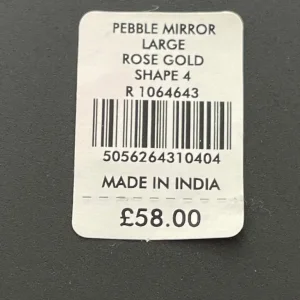 PEBBLE MIRROR
LARGE
ROSE GOLD
SHAPE 4
R 1064643
5056264310404
MADE IN INDIA
£58.00